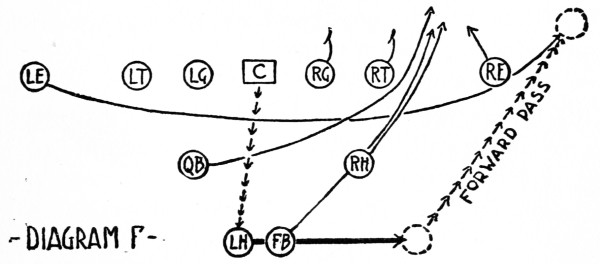 LE LT LG C RG RT RE
QB RH
FORWARD PASS
-DIAGRAM F- LH FB